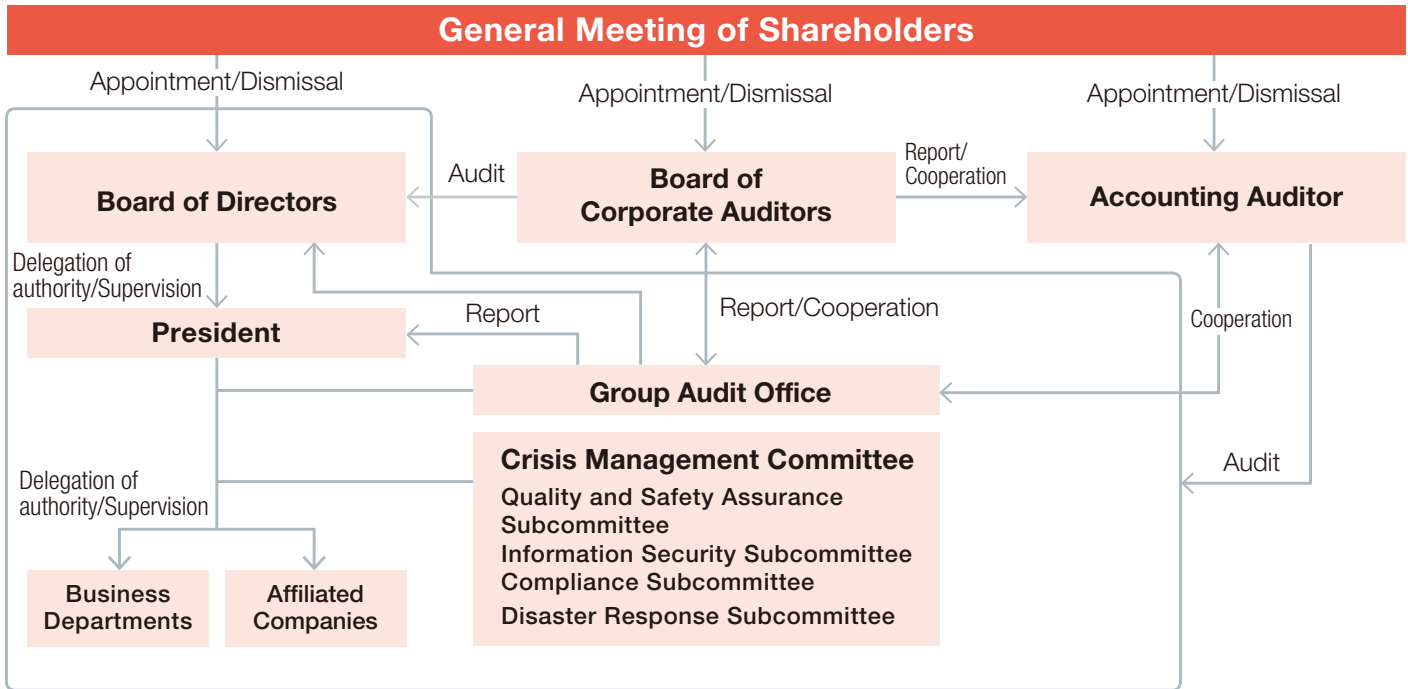 General Meeting of Shareholders
Appointment/Dismissal
Appointment/Dismissal
Appointment/Dismissal
Board of Directors
Audit
Board of
Corporate Auditors
Report/
Cooperation
Accounting Auditor
Delegation of
authority/Supervision
President
Report
Report/Cooperation
Cooperation
Group Audit Office
Crisis Management Committee
Quality and Safety Assurance
Subcommittee
Information Security Subcommittee
Compliance Subcommittee
Disaster Response Subcommittee
Audit
Delegation of
authority/Supervision
Business
Departments
Affiliated
Companies